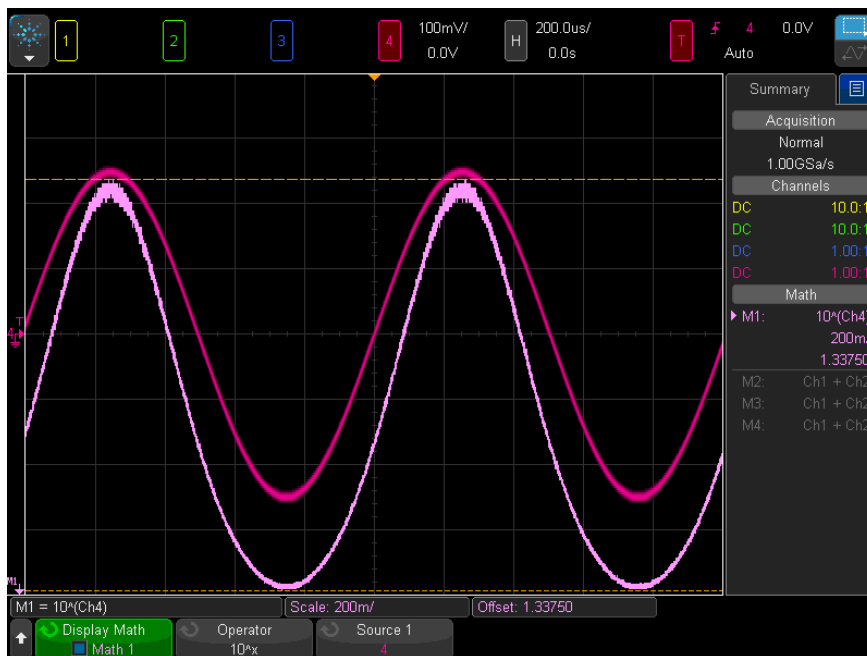 1 2 3 4 100mV/ H 200.0us/ T 4 0.0V
0.0V 0.0s Auto
Summary
Acquisition
Normal
1.00GSa/s
Channels
DC 10.0:1
DC 10.0:1
DC 1.00:1
DC 1.00:1
Math
M1: 10^(Ch4)
200m/
1.33750
M2: Ch1 + Ch2
M3: Ch1 + Ch2
M4: Ch1 + Ch2
T
4
M1
M1 = 10^(Ch4) Scale: 200m/ Offset: 1.33750
Display Math Operator Source 1
Math 1 10^x 4